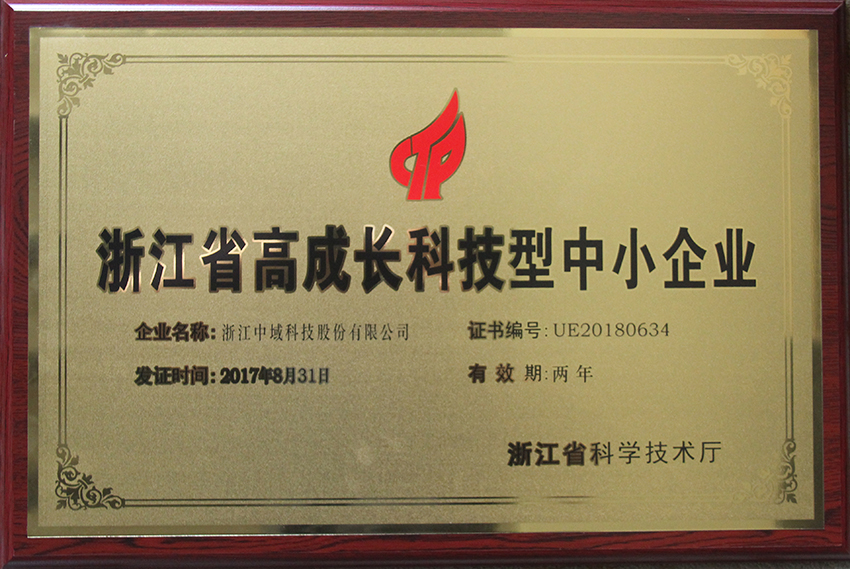 CTP
浙江省高成长科技型中小企业
企业名称: 浙江中域科技股份有限公司 证书编号: UE20180634
发证时间: 2017年8月31日 有 效 期: 两 年
浙江省科学技术厅